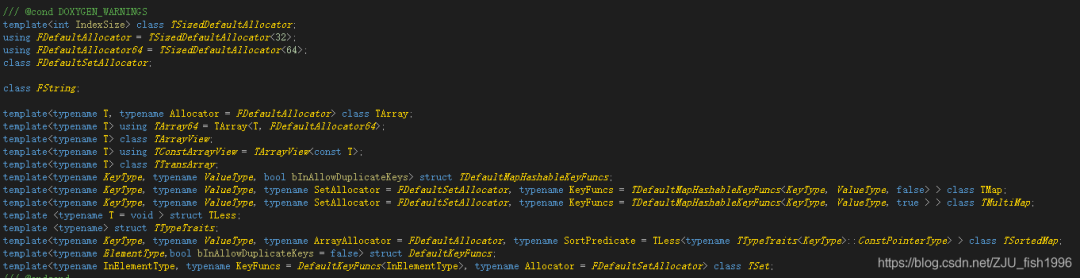 /// @cond DOXYGEN_WARNINGS
template<int IndexSize> class TSizedDefaultAllocator;
using FDefaultAllocator = TSizedDefaultAllocator<32>;
using FDefaultAllocator64 = TSizedDefaultAllocator<64>;
class FDefaultSetAllocator;
class FString;
template<typename T, typename Allocator = FDefaultAllocator> class TArray;
template<typename T> using TArray64 = TArray<T, FDefaultAllocator64>;
template<typename T> class TArrayView;
template<typename T> using TConstArrayView = TArrayView<const T>;
template<typename T> class TTransArray;
template<typename KeyType, typename ValueType, bool bInAllowDuplicateKeys> struct TDefaultMapHashableKeyFuncs;
template<typename KeyType, typename ValueType, typename SetAllocator = FDefaultSetAllocator, typename KeyFuncs = TDefaultMapHashableKeyFuncs<KeyType, ValueType, false> > class TMap;
template<typename KeyType, typename ValueType, typename SetAllocator = FDefaultSetAllocator, typename KeyFuncs = TDefaultMapHashableKeyFuncs<KeyType, ValueType, true > > class TMultiMap;
template <typename T = void > struct TLess;
template <typename> struct TTypeTraits;
template<typename KeyType, typename ValueType, typename ArrayAllocator = FDefaultAllocator, typename SortPredicate = TLess<typename TTypeTraits<KeyType>::ConstPointerType> > class TSortedMap;
template<typename ElementType,bool bInAllowDuplicateKeys = false> struct DefaultKeyFuncs;
template<typename InElementType, typename KeyFuncs = DefaultKeyFuncs<InElementType>, typename Allocator = FDefaultSetAllocator> class TSet;
https://blog.csdn.net/ZJU_fish1996